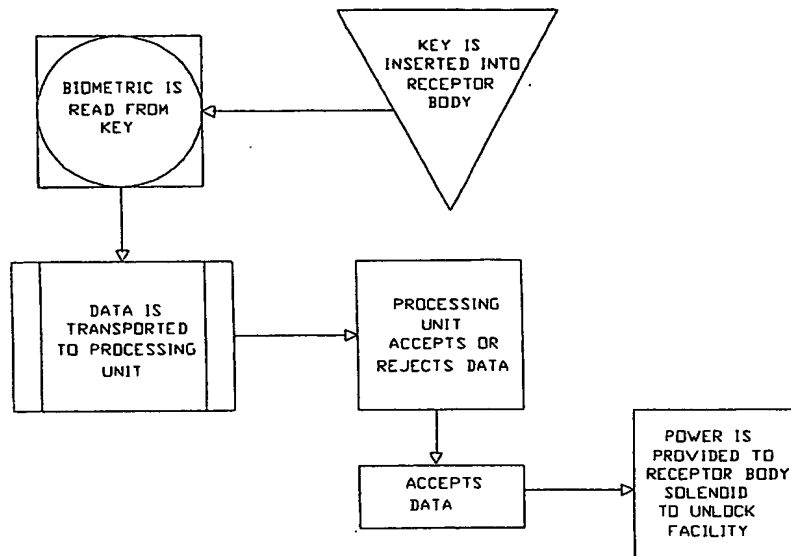 KEY IS
INSERTED INTO
RECEPTOR
BODY
BIOMETRIC IS
READ FROM
KEY
DATA IS
TRANSPORTED
TO PROCESSING
UNIT
PROCESSING
UNIT
ACCEPTS OR
REJECTS DATA
ACCEPTS
DATA
POWER IS
PROVIDED TO
RECEPTOR BODY
SOLENOID
TO UNLOCK
FACILITY